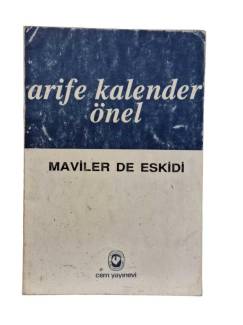 arife kalender
önel
MAVİLER DE ESKİDİ
cem yayınevi